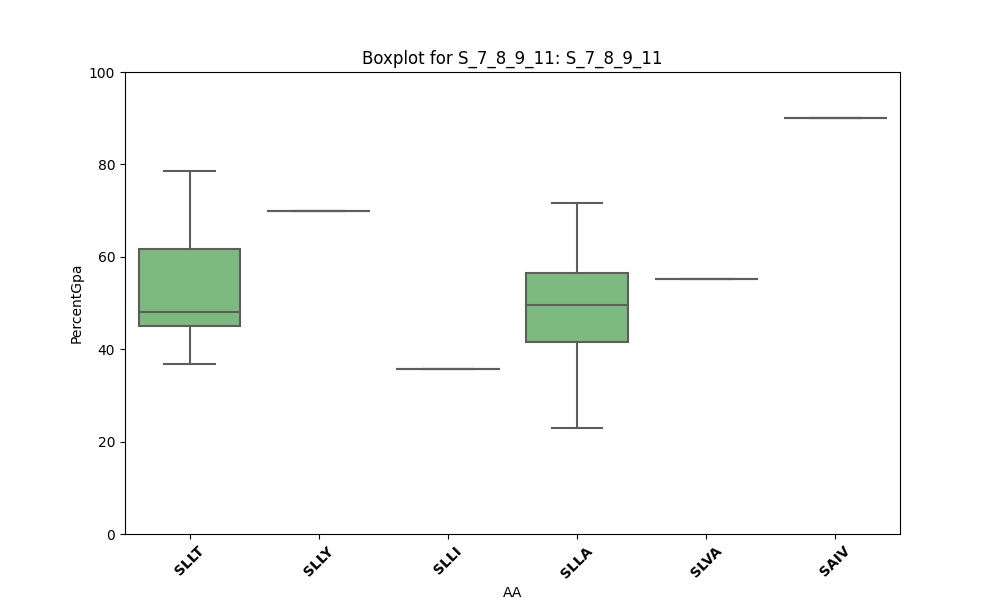 Boxplot for S_7_8_9_11: S_7_8_9_11
100
80
60
40
20
0
PercentGpa
SLLT
SLLY
SLLI
SLLA
SLVA
SAIV
AA